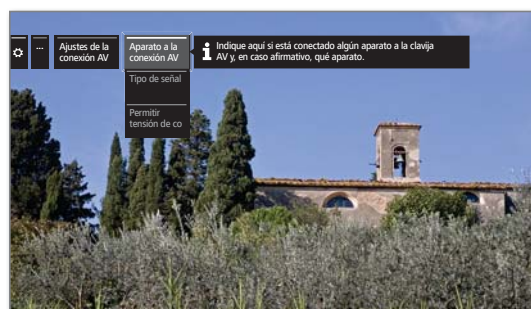 ...
Ajustes de la
conexión AV
Aparato a la
conexión AV
Indique aquí si está conectado algún aparato a la clavija
AV y, en caso afirmativo, qué aparato.
Tipo de señal
Permitir
tensión de co